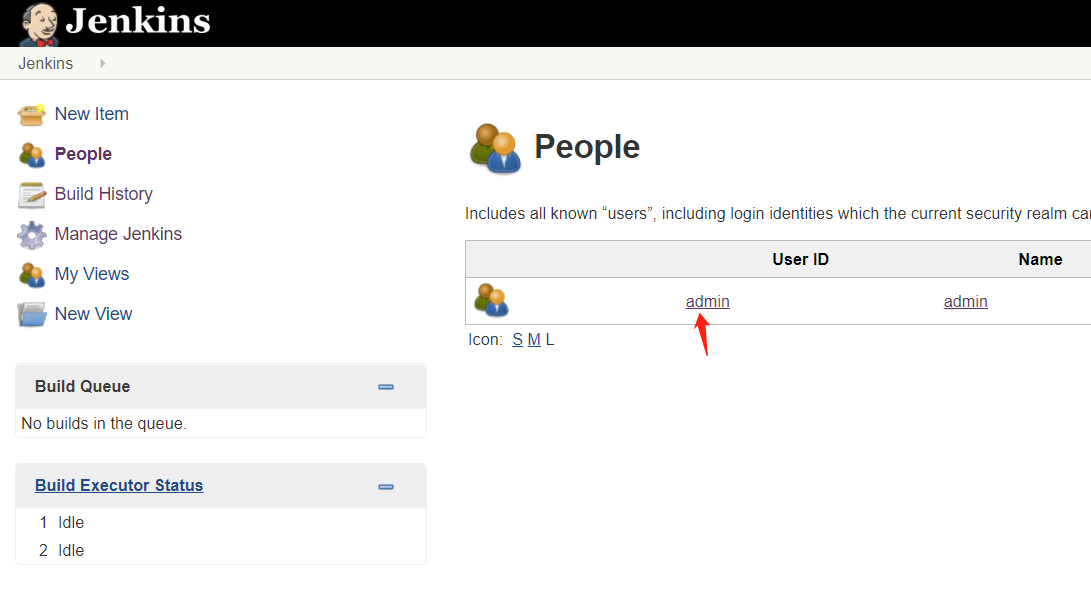 Jenkins
Jenkins
New Item
People
Build History
Manage Jenkins
My Views
New View
Build Queue
No builds in the queue.
Build Executor Status
1 Idle
2 Idle
People
Includes all known “users”, including login identities which the current security realm
User ID Name
admin admin
Icon: S M L